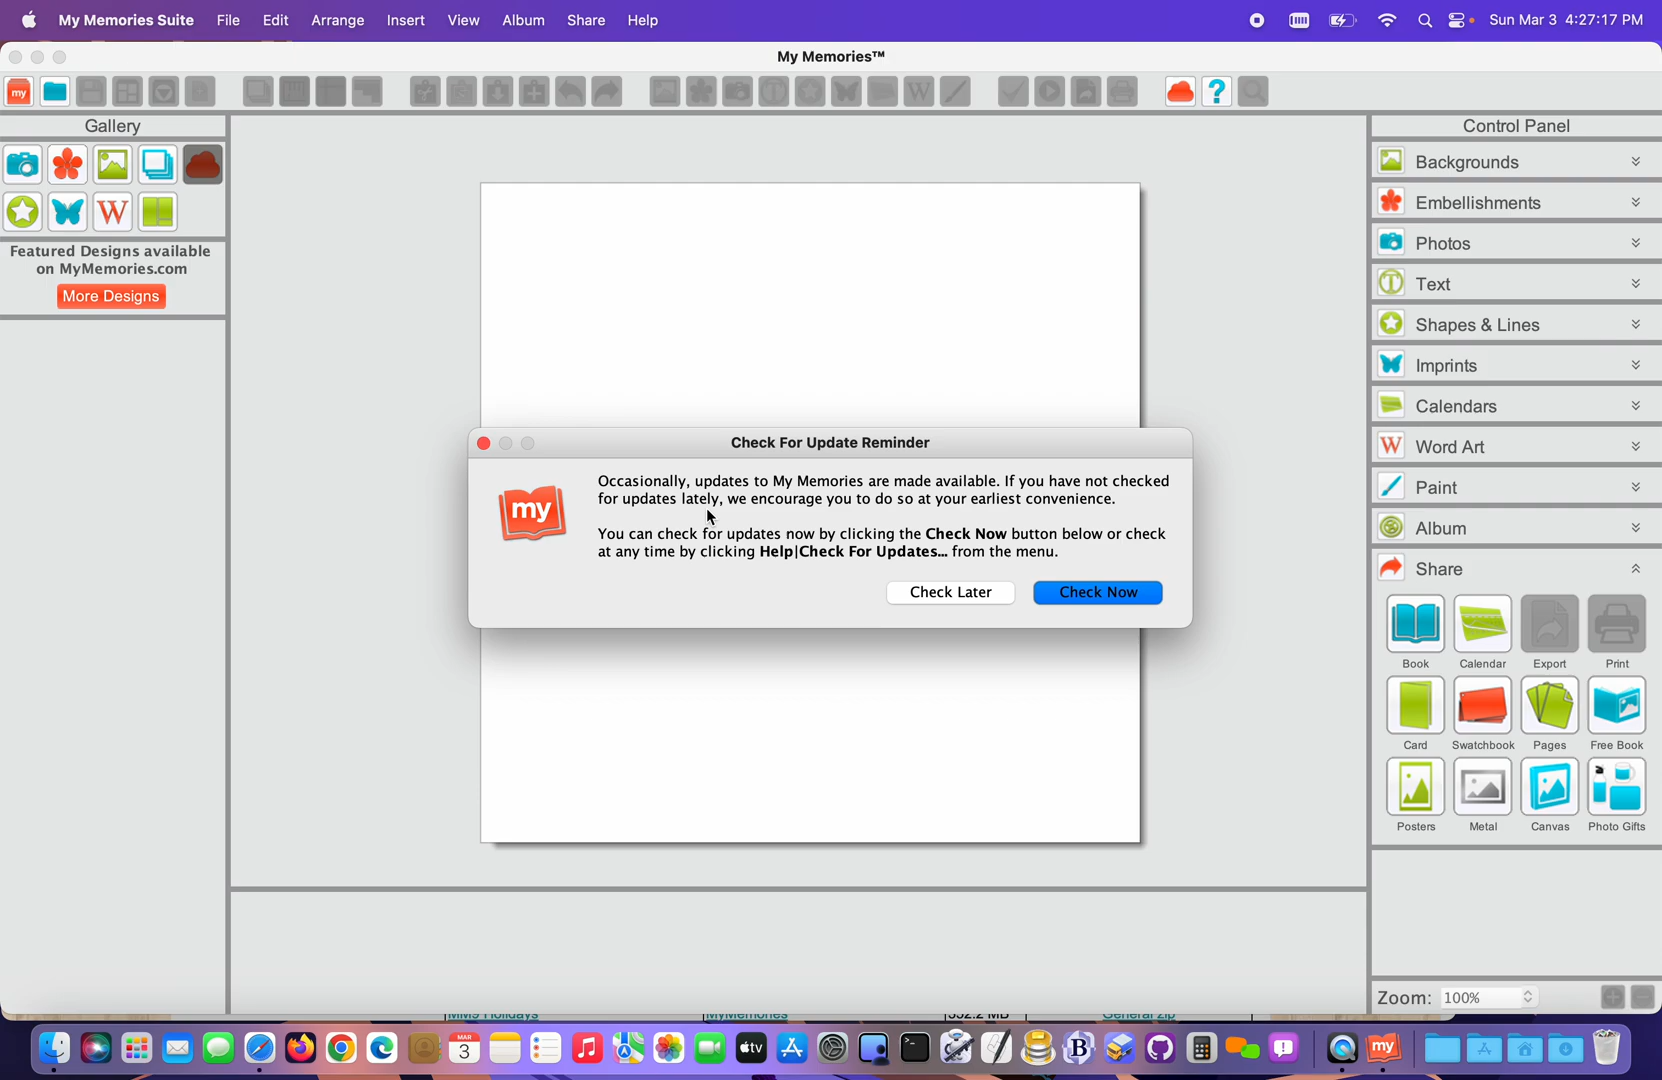 My Memories Suite File Edit Arrange Insert View Album Share Help Sun Mar 3 4:27:17 PM
My Memories™
my
Gallery
Control Panel
Featured Designs available
on MyMemories.com
More Designs
W
Backgrounds
Embellishments
Photos
Text
Shapes & Lines
Imprints
Calendars
W Word Art
Paint
Album
Share
Book Calendar Export Print
Card Swatchbook Pages Free Book
Posters Metal Canvas Photo Gifts
Check For Update Reminder
my
Occasionally, updates to My Memories are made available. If you have not checked
for updates lately, we encourage you to do so at your earliest convenience.
You can check for updates now by clicking the Check Now button below or check
at any time by clicking Help|Check For Updates... from the menu.
Check Later Check Now
Zoom: 100%
MAR
3
tv
my